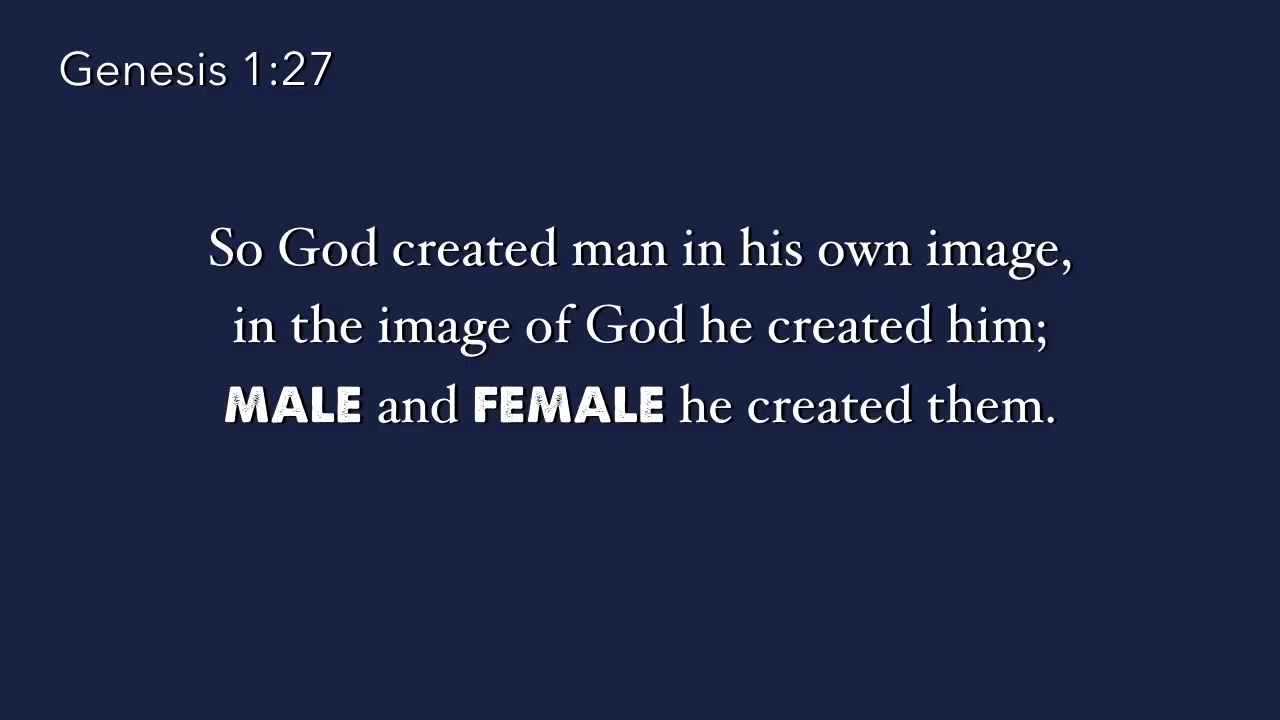 Genesis 1:27
So God created man in his own image,
in the image of God he created him;
MALE and FEMALE he created them.